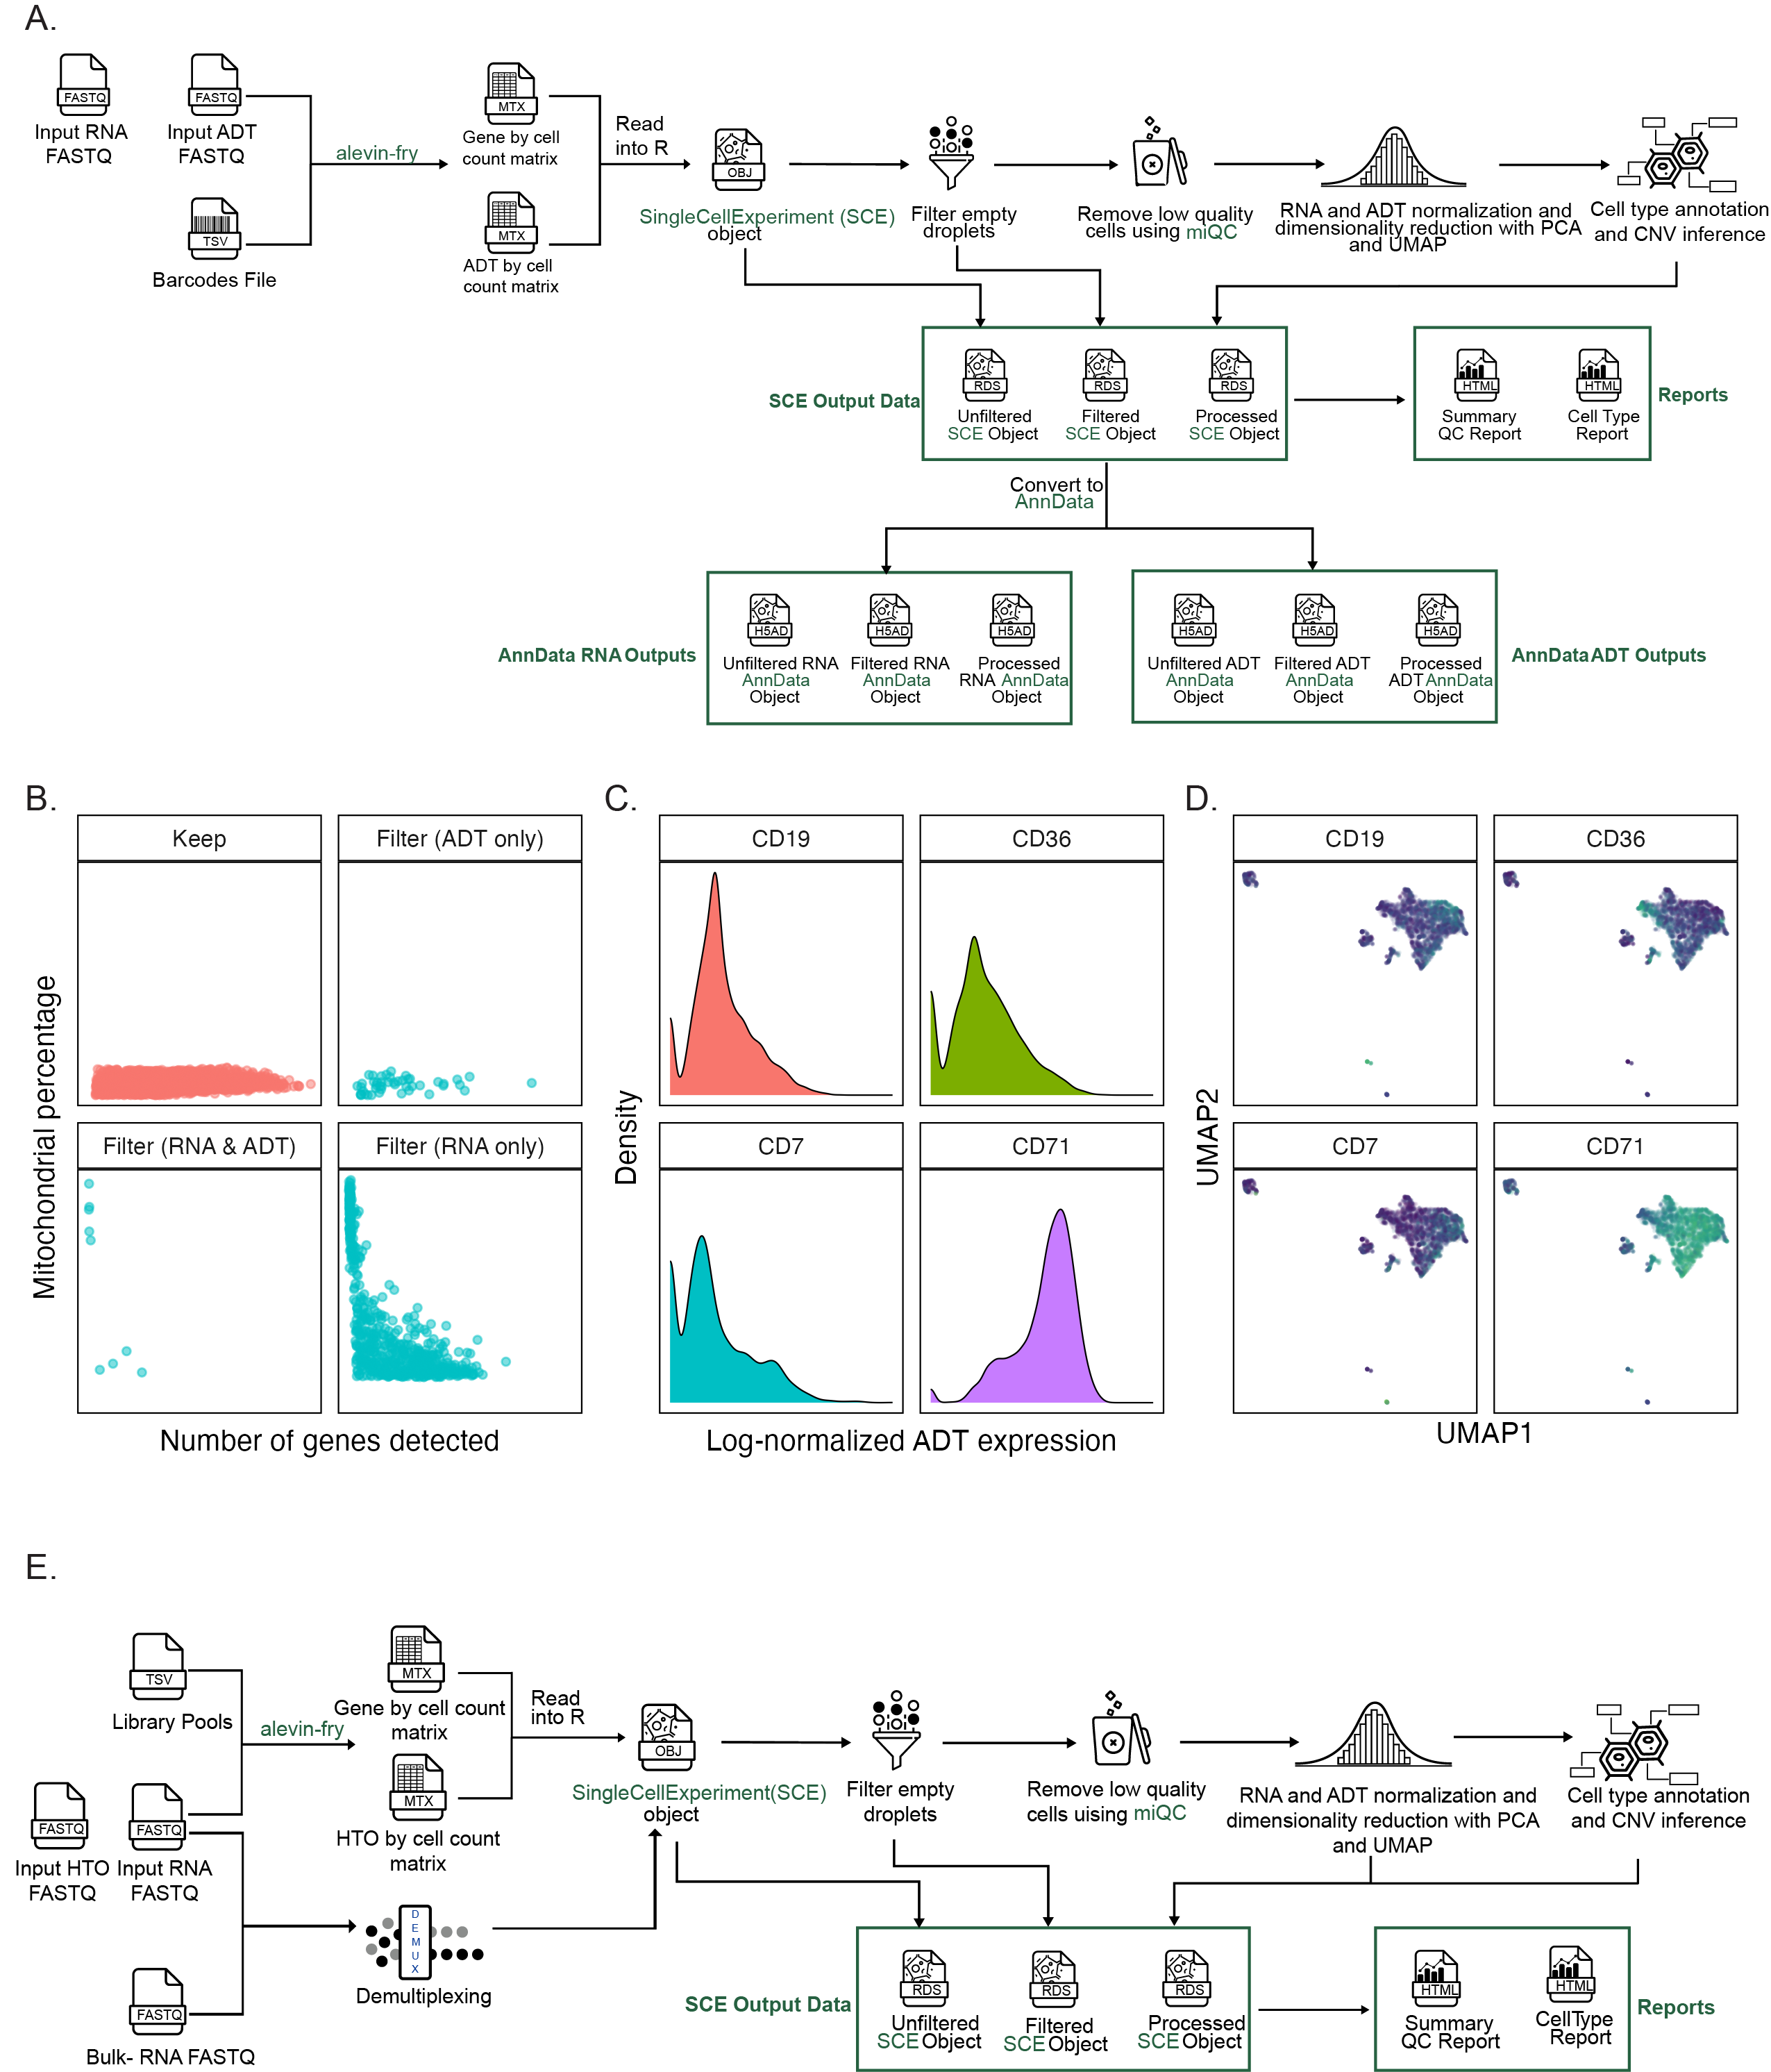 A.
FASTQ
FASTQ
Input RNA
FASTQ
Input ADT
FASTQ
TSV
Barcodes File
alevin-fry
MTX
Gene by cell
count matrix
MTX
ADT by cell
count matrix
Read
into R
OBJ
SingleCellExperiment (SCE)
object
Filter empty
droplets
Remove low quality
cells using miQC
RNA and ADT normalization and
dimensionality reduction with PCA
and UMAP
Cell type annotation
and CNV inference
SCE Output Data
RDS
Unfiltered
SCE Object
RDS
Filtered
SCE Object
RDS
Processed
SCE Object
HTML
Summary
QC Report
HTML
Cell Type
Report
Reports
Convert to
AnnData
AnnData RNA Outputs
H5AD
Unfiltered RNA
AnnData
Object
H5AD
Filtered RNA
AnnData
Object
H5AD
Processed
RNA AnnData
Object
H5AD
Unfiltered ADT
AnnData
Object
H5AD
Filtered ADT
AnnData
Object
H5AD
Processed
ADT AnnData
Object
AnnData ADT Outputs
B.
Keep
Filter (ADT only)
Filter (RNA & ADT)
Filter (RNA only)
Mitochondrial percentage
Number of genes detected
C.
CD19
CD36
CD7
CD71
Density
Log-normalized ADT expression
D.
CD19
CD36
CD7
CD71
UMAP2
UMAP1
E.
TSV
Library Pools
FASTQ
Input HTO
FASTQ
FASTQ
Input RNA
FASTQ
FASTQ
Bulk- RNA FASTQ
alevin-fry
MTX
Gene by cell count
matrix
MTX
HTO by cell count
matrix
DEMUX
Demultiplexing
Read
into R
OBJ
SingleCellExperiment(SCE)
object
Filter empty
droplets
Remove low quality
cells uising miQC
RNA and ADT normalization and
dimensionality reduction with PCA
and UMAP
Cell type annotation
and CNV inference
SCE Output Data
RDS
Unfiltered
SCE Object
RDS
Filtered
SCE Object
RDS
Processed
SCE Object
HTML
Summary
QC Report
HTML
CellType
Report
Reports